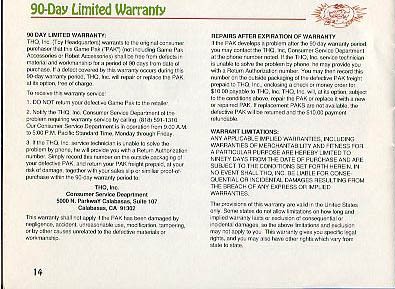 90-Day Limited Warranty
90 DAY LIMITED WARRANTY:
THQ, Inc. (Toy Headquarters) warrants to the original consumer
purchaser that this Game Pak ("PAK") (not including Game Pak
Accessories or Robot Accessories) shall be free from defects in
material and workmanship for a period of 90 days from date of
purchase. If a defect covered by this warranty occurs during this
90-day warranty period, THQ, Inc. will repair or replace the PAK
at its option, free of charge.
To receive this warranty service:
1. DO NOT return your defective Game Pak to the retailer.
2. Notify the THQ, Inc. Consumer Service Department of the
problem requiring warranty service by calling: (818) 591-1310.
Our Consumer Service Department is in operation from 9:00 A.M.
to 5:00 P.M. Pacific Standard Time, Monday through Friday.
3. If the THQ, Inc. service technician is unable to solve the
problem by phone, he will provide you with a Return Authorization
number. Simply record this number on the outside packaging of
your defective PAK, and return your PAK freight prepaid, at your
risk of damage, together with your sales slip or similar proof-of-
purchase within the 90-day warranty period to:
THQ, Inc.
Consumer Service Department
5000 N. Parkway Calabasas, Suite 107
Calabasas, CA 91302
This warranty shall not apply if the PAK has been damaged by
negligence, accident, unreasonable use, modification, tampering,
or by other causes unrelated to the defective materials or
workmanship.
14
REPAIRS AFTER EXPIRATION OF WARRANTY
If the PAK develops a problem after the 90-day warranty period,
you may contact the THQ, Inc. Consumer Service Department
at the phone number noted. If the THQ, Inc. service technician
is unable to solve the problem by phone, he may provide you
with a Return Authorization number. You may then record this
number on the outside packaging of the defective PAK freight
prepaid to THQ, Inc., enclosing a check or money order for
$10.00 payable to THQ, Inc. THQ, Inc. will, at its option, subject
to the conditions above, repair the PAK or replace it with a new
or repaired PAK. If replacement PAKS are not available, the
defective PAK will be returned and the $10.00 payment
refundable.
WARRANT LIMITATIONS:
ANY APPLICABLE IMPLIED WARRANTIES, INCLUDING
WARRANTIES OF MERCHANTABILITY AND FITNESS FOR
A PARTICULAR PURPOSE ARE HEREBY LIMITED TO
NINETY DAYS FROM THE DATE OF PURCHASE AND ARE
SUBJECT TO THE CONDITIONS SET FORTH HEREIN. IN
NO EVENT SHALL THQ, INC. BE LIABLE FOR CONSE-
QUENTIAL OR INCIDENTAL DAMAGES RESULTING FROM
THE BREACH OF ANY EXPRESS OR IMPLIED
WARRANTIES.
The provisions of this warranty are valid in the United States
only. Some states do not allow limitations on how long and
implied warranty lasts or exclusion of consequential or
incidental damages, so the above limitations and exclusion
may not apply to you. This warranty gives you specific legal
rights, and you may also have other rights which vary from
state to state.